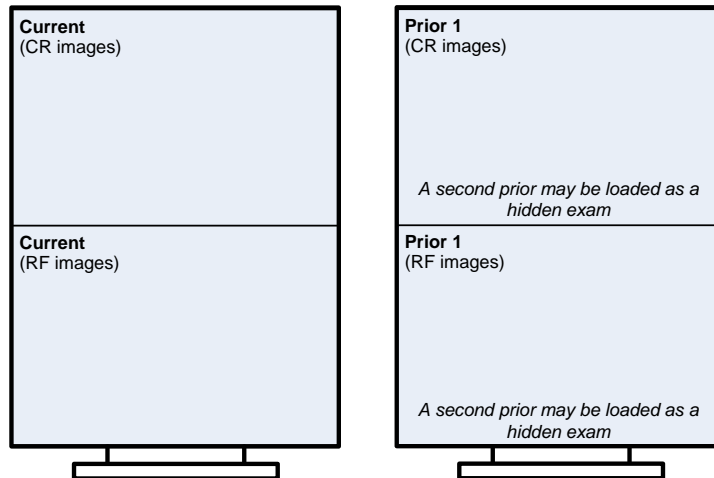 Current
(CR images)
Current
(RF images)
Prior 1
(CR images)
A second prior may be loaded as a
hidden exam
Prior 1
(RF images)
A second prior may be loaded as a
hidden exam